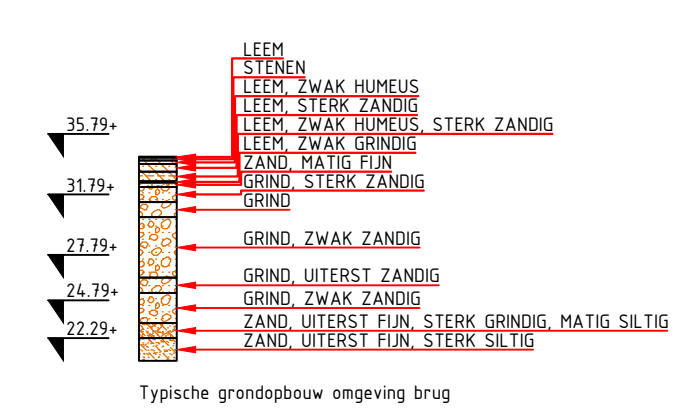 LEEM
STENEN
LEEM, ZWAK HUMEUS
LEEM, STERK ZANDIG
35.79+
LEEM, ZWAK HUMEUS, STERK ZANDIG
LEEM, ZWAK GRINDIG
ZAND, MATIG FIJN
31.79+
GRIND, STERK ZANDIG
GRIND
27.79+
GRIND, ZWAK ZANDIG
GRIND, UITERST ZANDIG
24.79+
GRIND, ZWAK ZANDIG
22.29+
ZAND, UITERST FIJN, STERK GRINDIG, MATIG SILTIG
ZAND, UITERST FIJN, STERK SILTIG
Typische grondopbouw omgeving brug